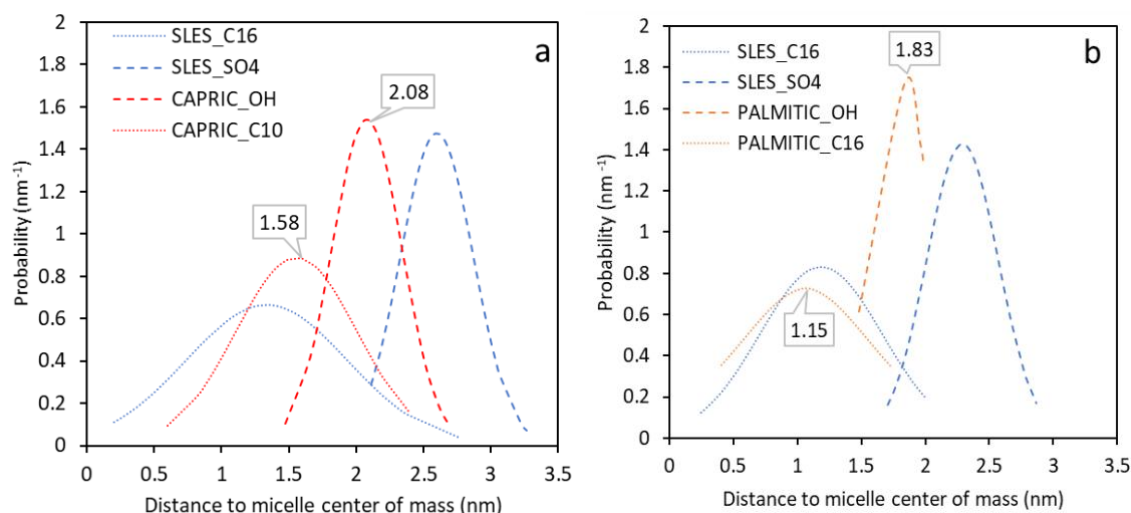 a
SLES_C16
SLES_SO4
CAPRIC_OH
CAPRIC_C10
2.08
1.58
Probability (nm⁻¹)
2
1.8
1.6
1.4
1.2
1
0.8
0.6
0.4
0.2
0
0 0.5 1 1.5 2 2.5 3 3.5
Distance to micelle center of mass (nm)
b
SLES_C16
SLES_SO4
PALMITIC_OH
PALMITIC_C16
1.83
1.15
Probability (nm⁻¹)
2
1.8
1.6
1.4
1.2
1
0.8
0.6
0.4
0.2
0
0 0.5 1 1.5 2 2.5 3 3.5
Distance to micelle center of mass (nm)